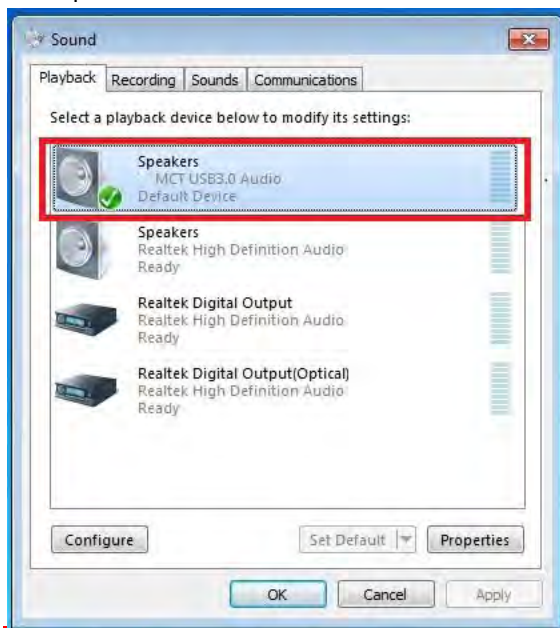 Sound
Playback Recording Sounds Communications
Select a playback device below to modify its settings:
Speakers
MCT USB3.0 Audio
Default Device
Speakers
Realtek High Definition Audio
Ready
Realtek Digital Output
Realtek High Definition Audio
Ready
Realtek Digital Output(Optical)
Realtek High Definition Audio
Ready
Configure Set Default Properties
OK Cancel Apply